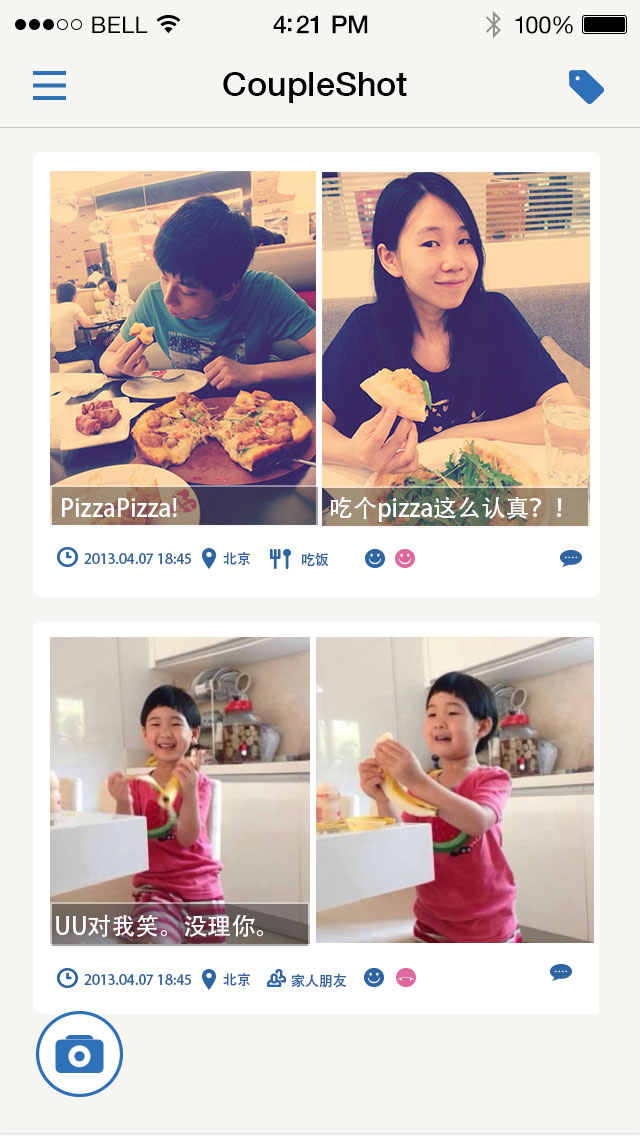 BELL 4:21 PM 100%
CoupleShot
PizzaPizza!
吃个pizza这么认真?!
2013.04.07 18:45 北京 吃饭
UU对我笑。没理你。
2013.04.07 18:45 北京 家人朋友